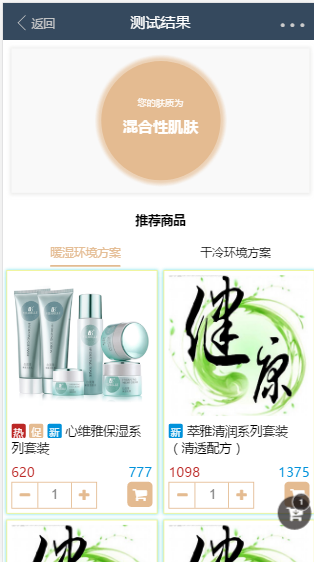 返回
测试结果
您的肤质为
混合性肌肤
推荐商品
暖湿环境方案
干冷环境方案
健康
热 促 新 心维雅保湿系
列套装
新 萃雅清润系列套装
（清透配方）
620
777
1098
1375
− 1 +
− 1 +
1